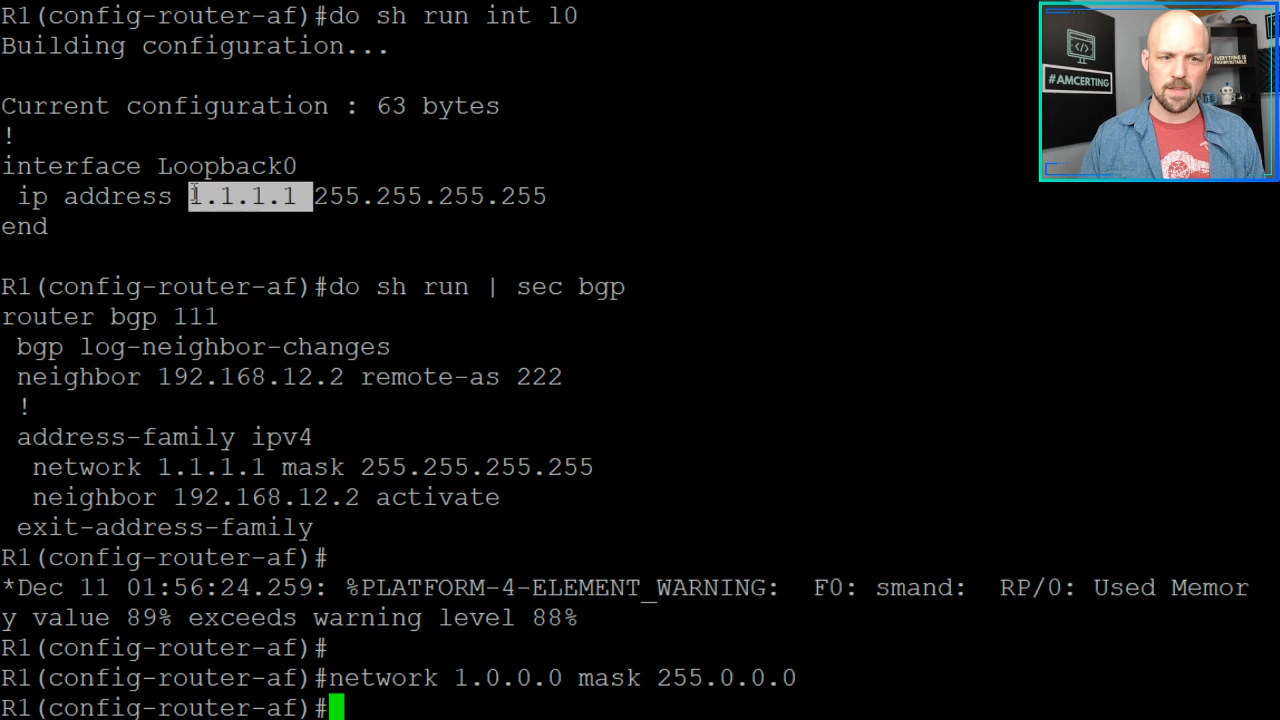 R1(config-router-af)#do sh run int l0
Building configuration...
Current configuration : 63 bytes
!
interface Loopback0
ip address 1.1.1.1 255.255.255.255
end
R1(config-router-af)#do sh run | sec bgp
router bgp 111
bgp log-neighbor-changes
neighbor 192.168.12.2 remote-as 222
!
address-family ipv4
network 1.1.1.1 mask 255.255.255.255
neighbor 192.168.12.2 activate
exit-address-family
R1(config-router-af)#
*Dec 11 01:56:24.259: %PLATFORM-4-ELEMENT_WARNING:  F0: smand:  RP/0: Used Memor
y value 89% exceeds warning level 88%
R1(config-router-af)#
R1(config-router-af)#network 1.0.0.0 mask 255.0.0.0
R1(config-router-af)#
</>
#AMCERTING
EVERYTHING IS